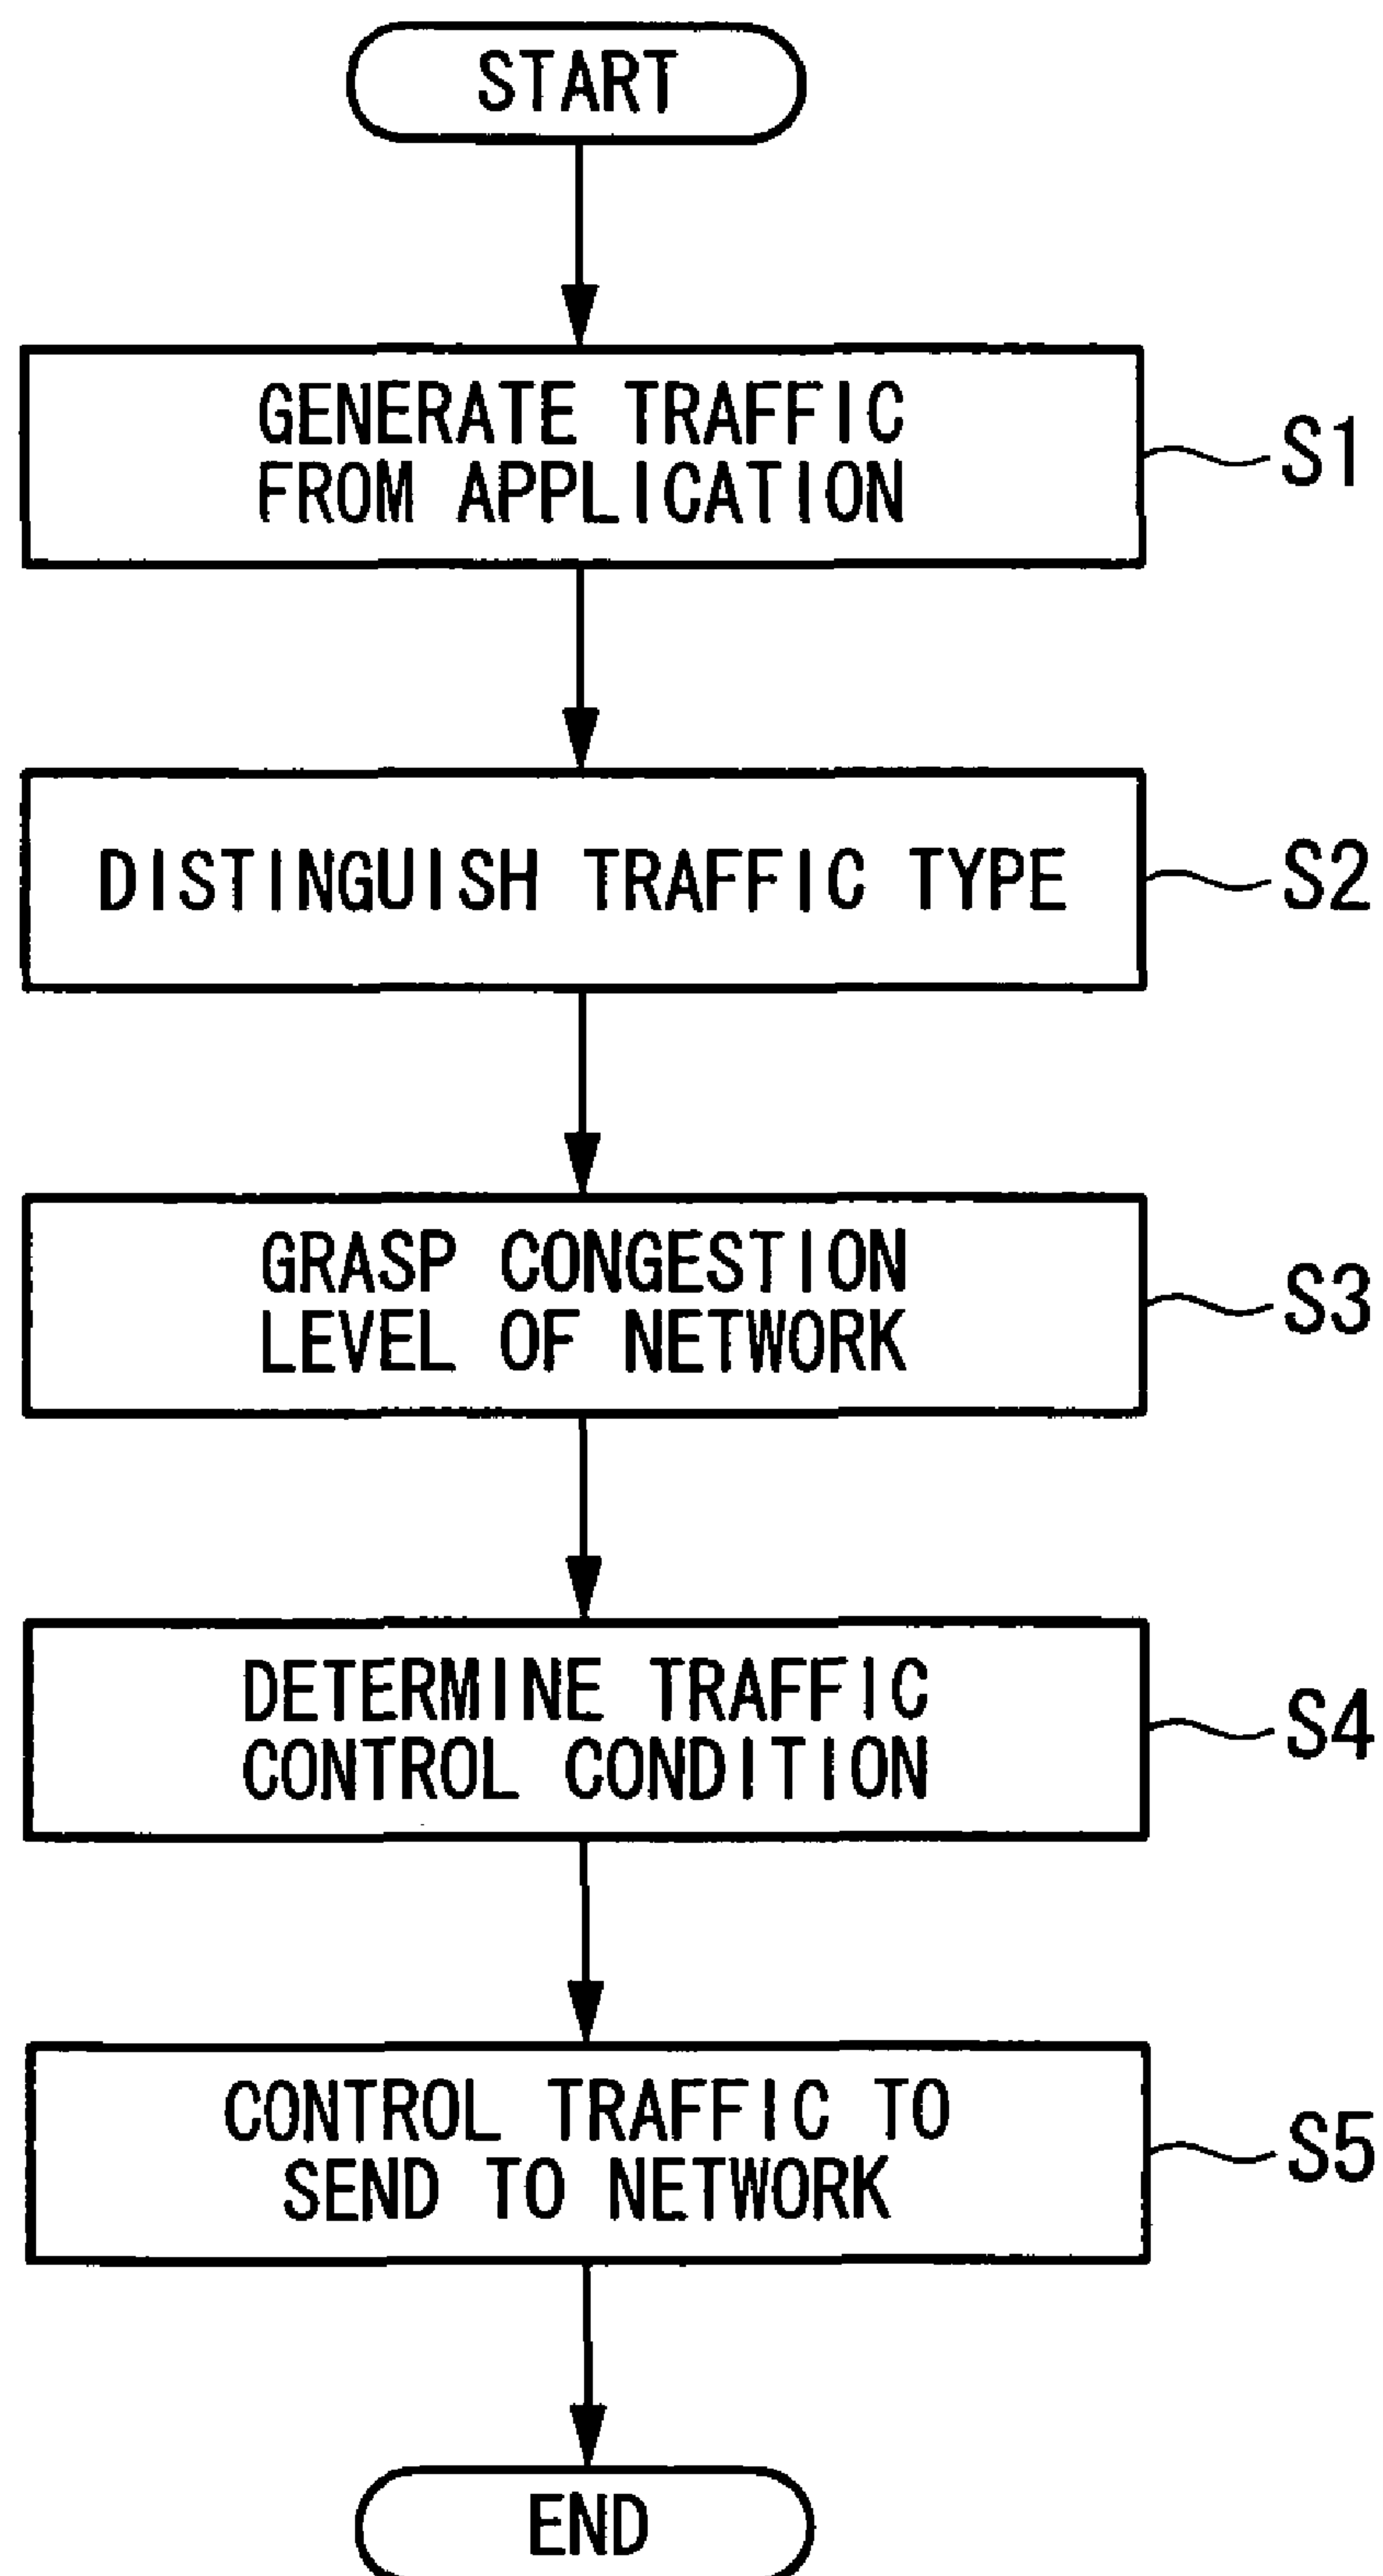 START
GENERATE TRAFFIC
FROM APPLICATION
S1
DISTINGUISH TRAFFIC TYPE
S2
GRASP CONGESTION
LEVEL OF NETWORK
S3
DETERMINE TRAFFIC
CONTROL CONDITION
S4
CONTROL TRAFFIC TO
SEND TO NETWORK
S5
END